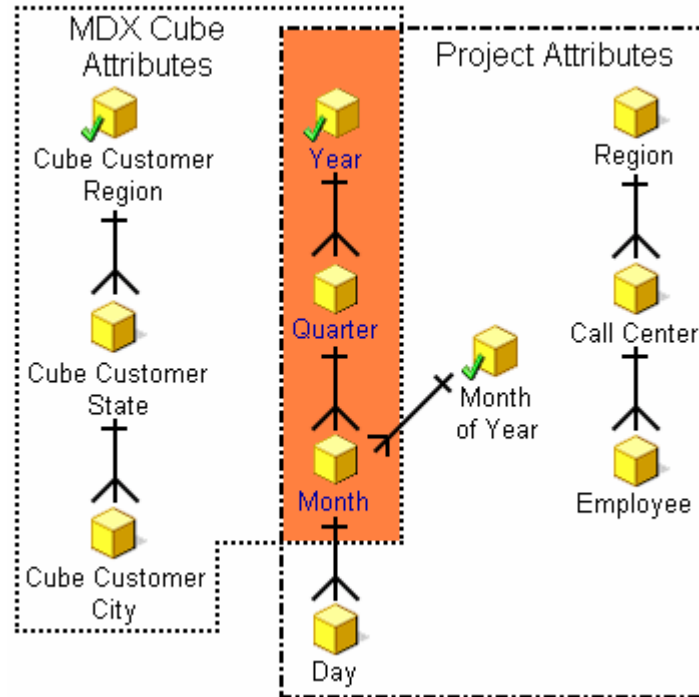 MDX Cube
Attributes
Project Attributes
Cube Customer
Region
Year
Region
Cube Customer
State
Quarter
Month
of Year
Call Center
Cube Customer
City
Month
Employee
Day